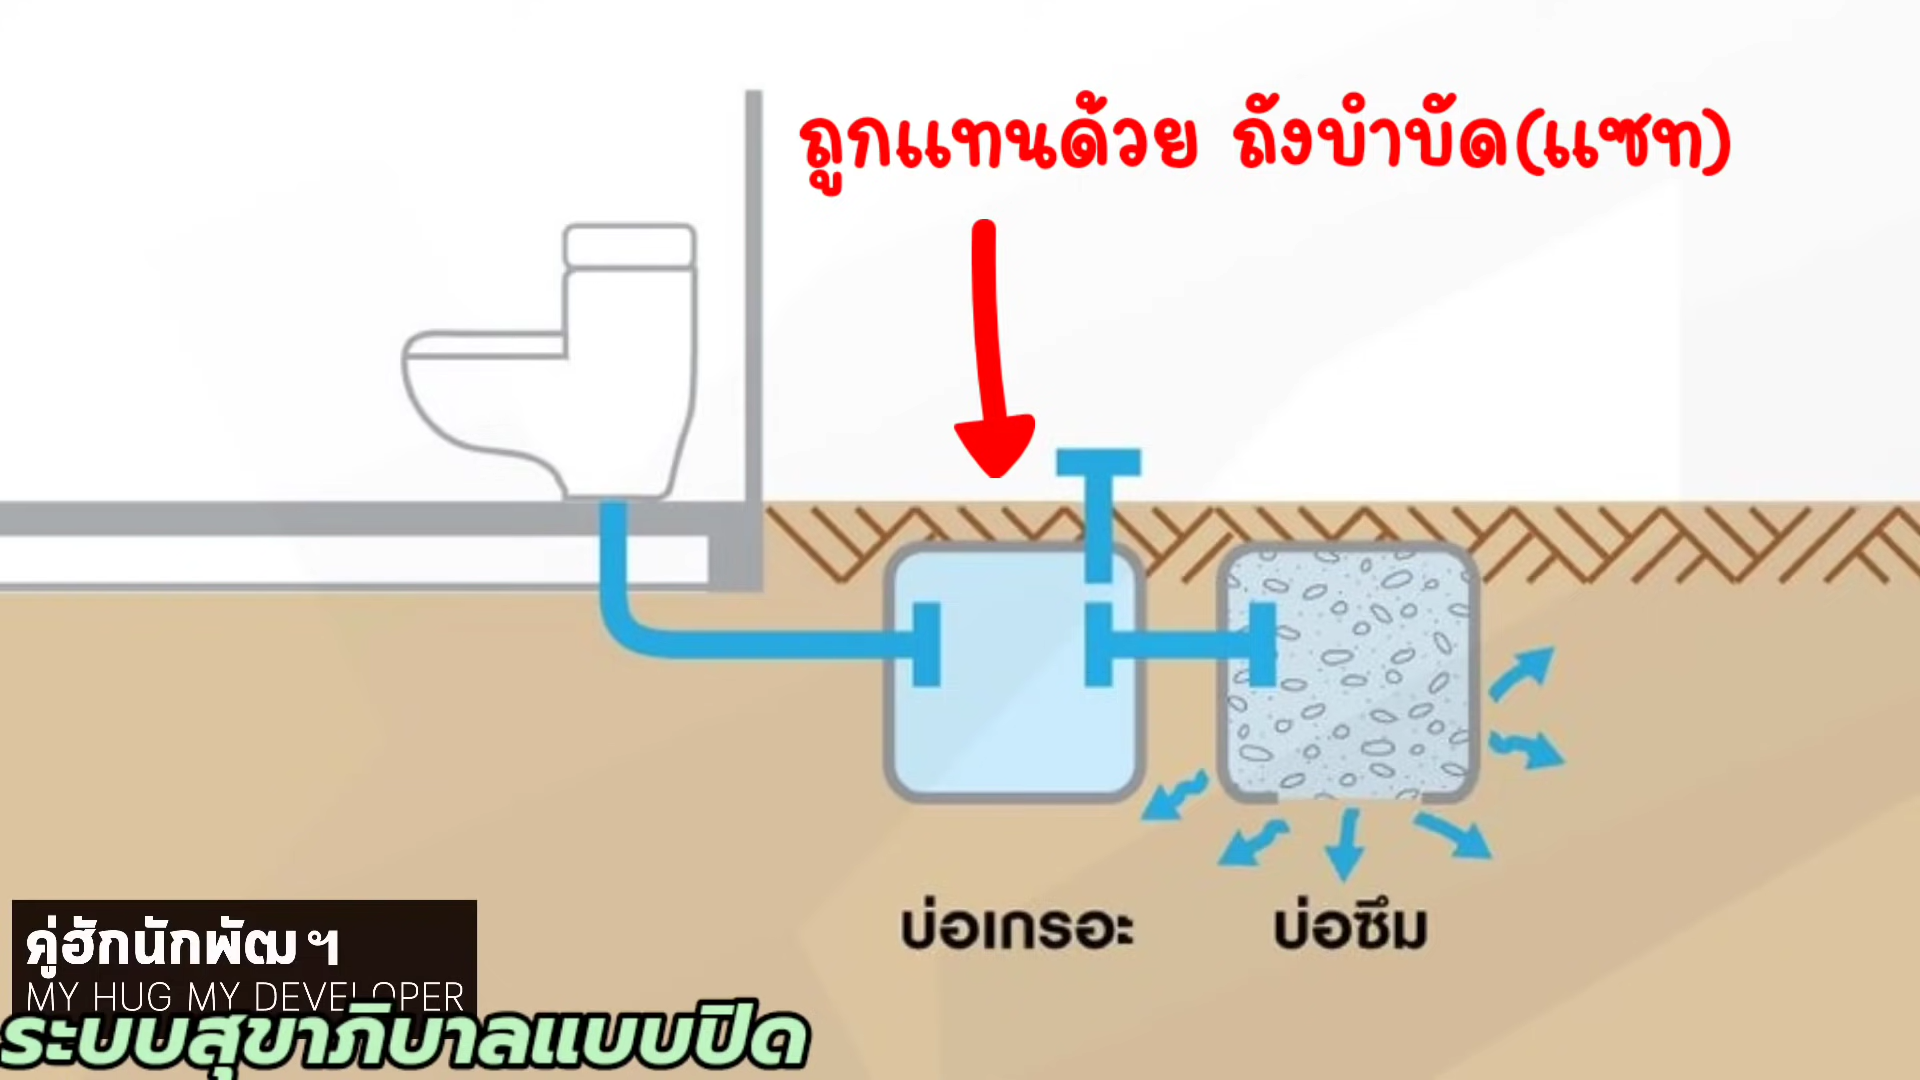 ถูกแทนด้วย ถังบำบัด(แซท)
บ่อเกรอะ
บ่อซึม
คู่ฮักนักพัฒฯ
MY HUG MY DEVELOPER
ระบบสุขาภิบาลแบบปิด